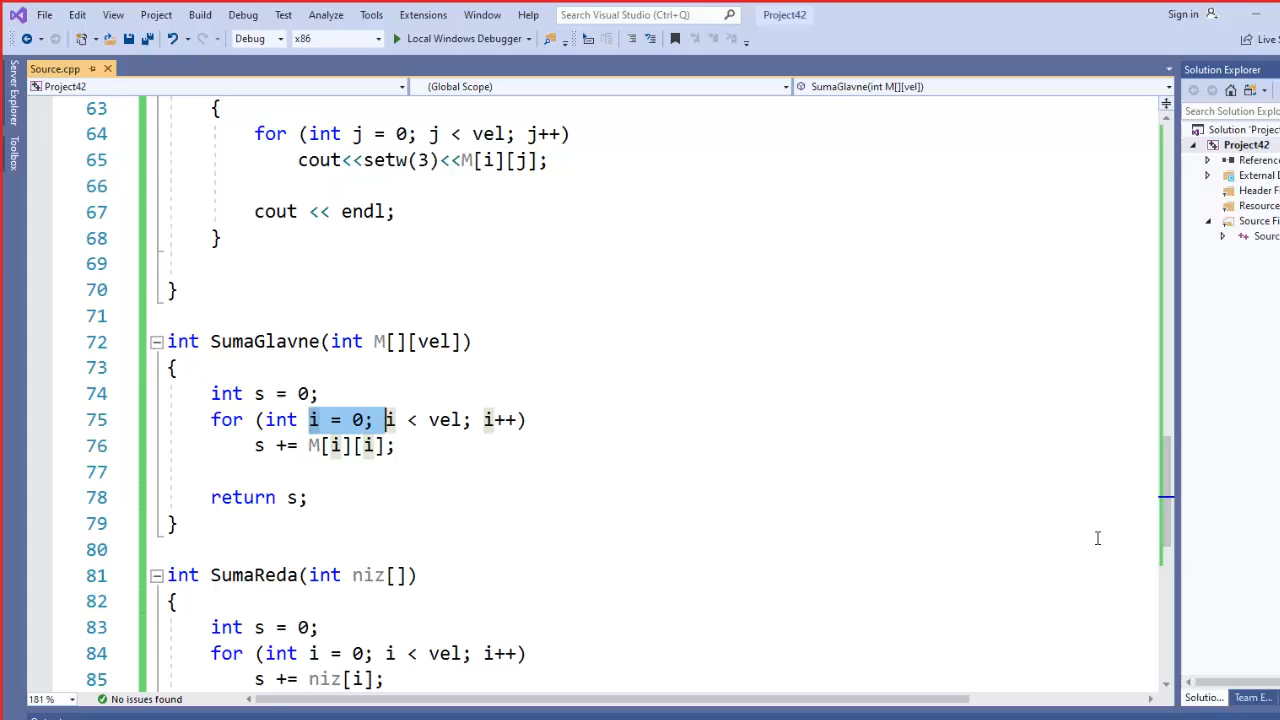 File Edit View Project Build Debug Test Analyze Tools Extensions Window Help Search Visual Studio (Ctrl+Q) Project42 Sign in
Debug x86 Local Windows Debugger Live
Server Explorer
Toolbox
Source.cpp
Project42 (Global Scope) SumaGlavne(int M[][vel])
63 {
64 for (int j = 0; j < vel; j++)
65 cout<<setw(3)<<M[i][j];
66
67 cout << endl;
68 }
69
70 }
71
72 int SumaGlavne(int M[][vel])
73 {
74 int s = 0;
75 for (int i = 0; i < vel; i++)
76 s += M[i][i];
77
78 return s;
79 }
80
81 int SumaReda(int niz[])
82 {
83 int s = 0;
84 for (int i = 0; i < vel; i++)
85 s += niz[i];
181 % No issues found
Solution Explorer
Search Solution Explo
Solution 'Projec
Project42
Referenc
External D
Header Fi
Resource
Source Fi
Sourc
Solutio... Team E...